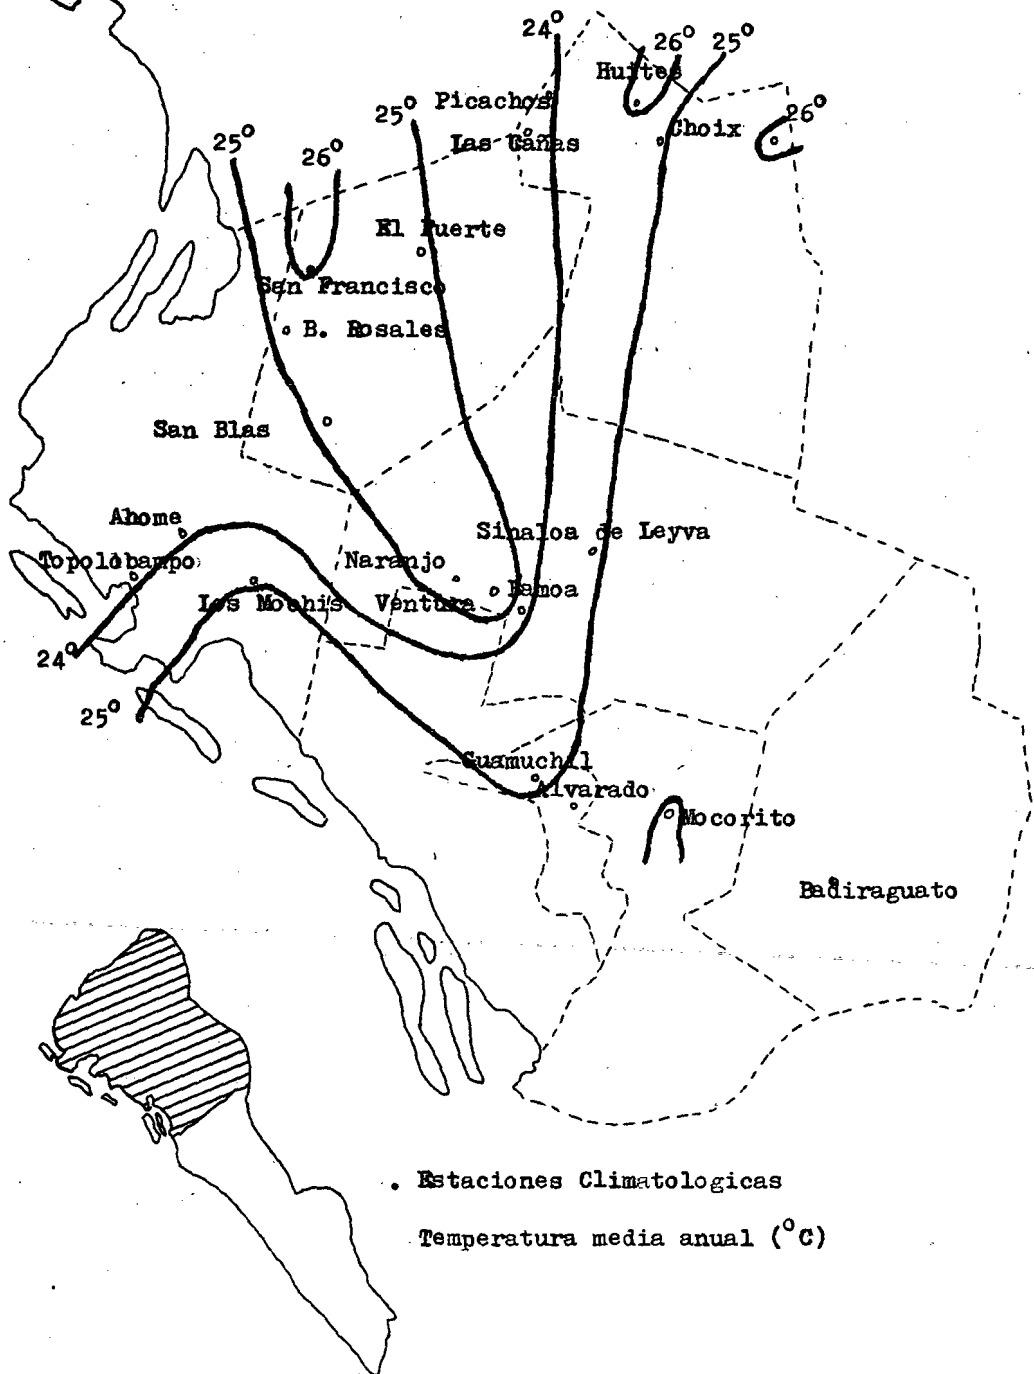 24°
26° 25°
Huites
25° Picachos
26°
Las Cañas
Choix
25°
26°
El Fuerte
San Francisco
B. Rosales
San Blas
Ahome
Sinaloa de Leyva
Topolobampo
Naranjo
Bamoa
Los Mochis
Ventura
24°
25°
Guamuchil
Alvarado
Mocorito
Badiraguato
. Estaciones Climatologicas
Temperatura media anual (°C)